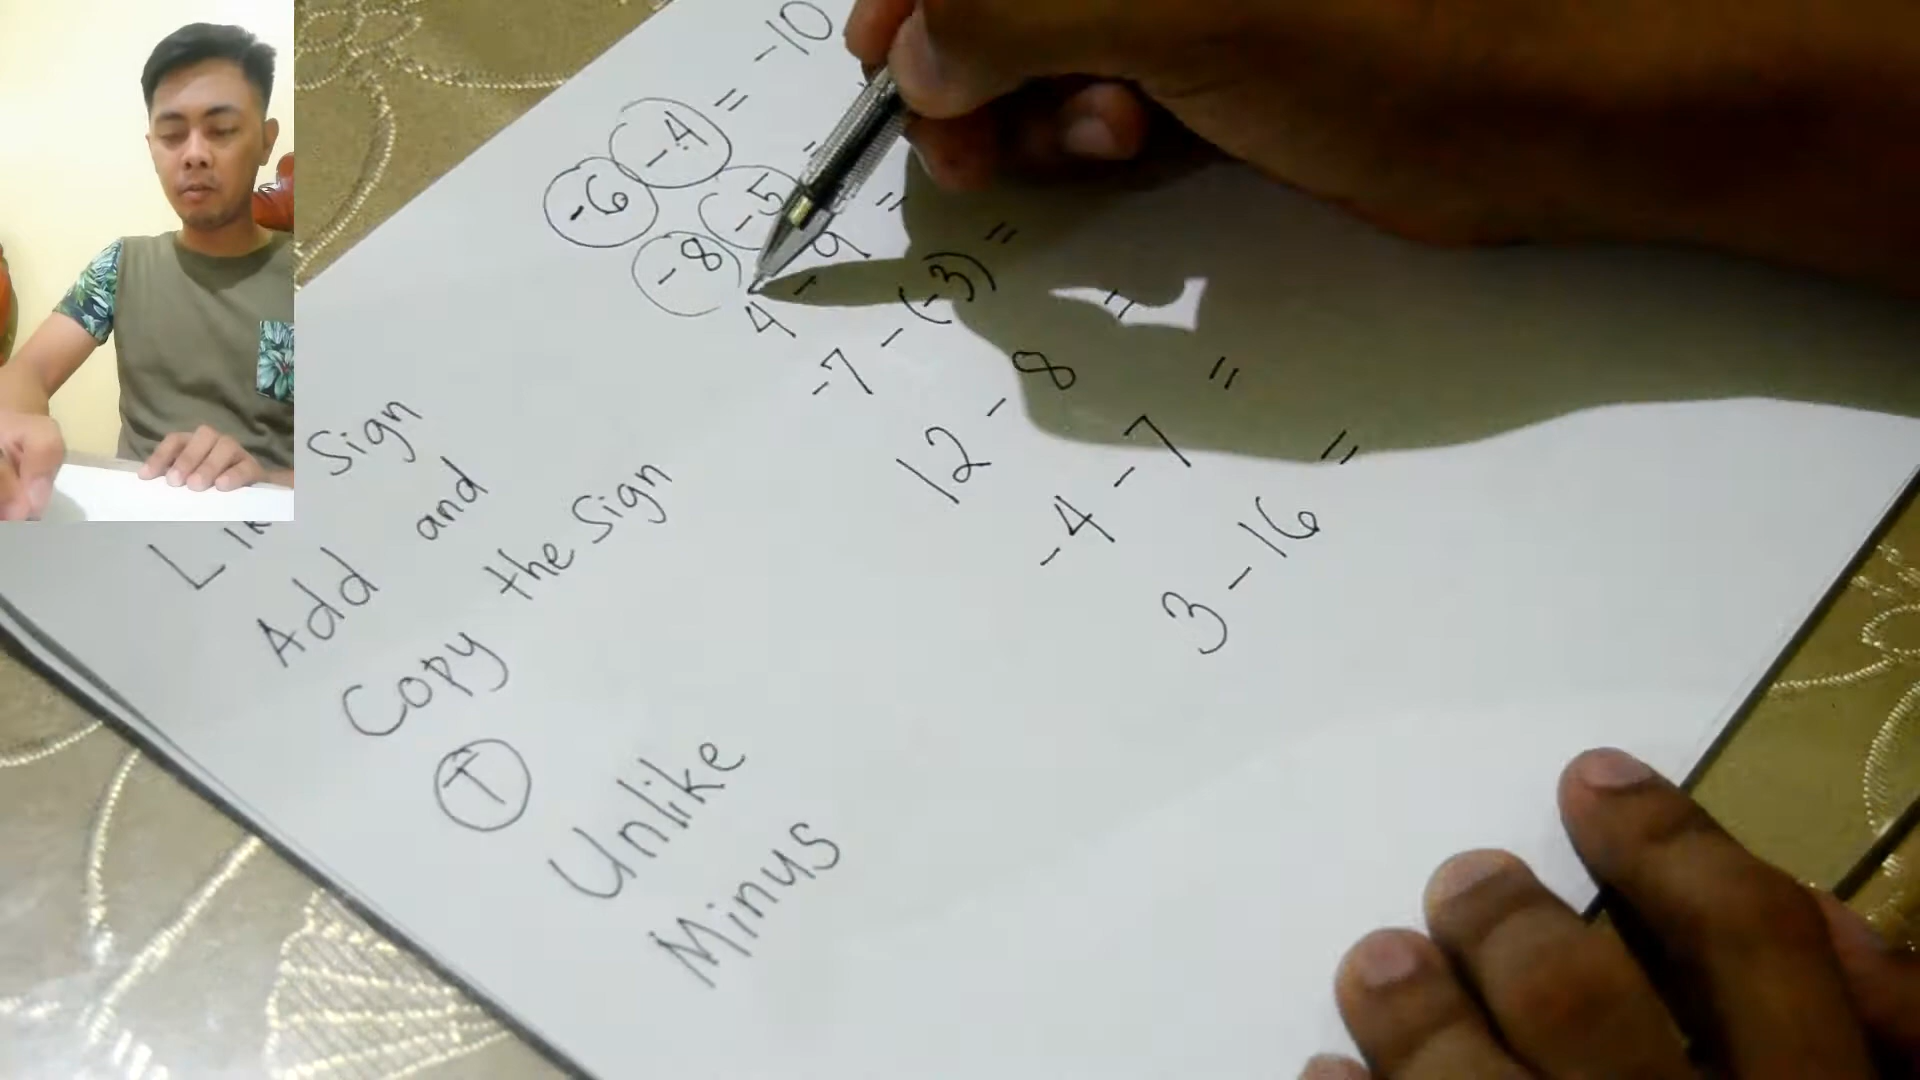 -6 -4 = -10
-8 -5 =
4 - 9 =
-7 - (-3) =
12 - 8 =
-4 - 7 =
3 - 16 =
Sign
Add and
Copy the Sign
+
Unlike
Minus